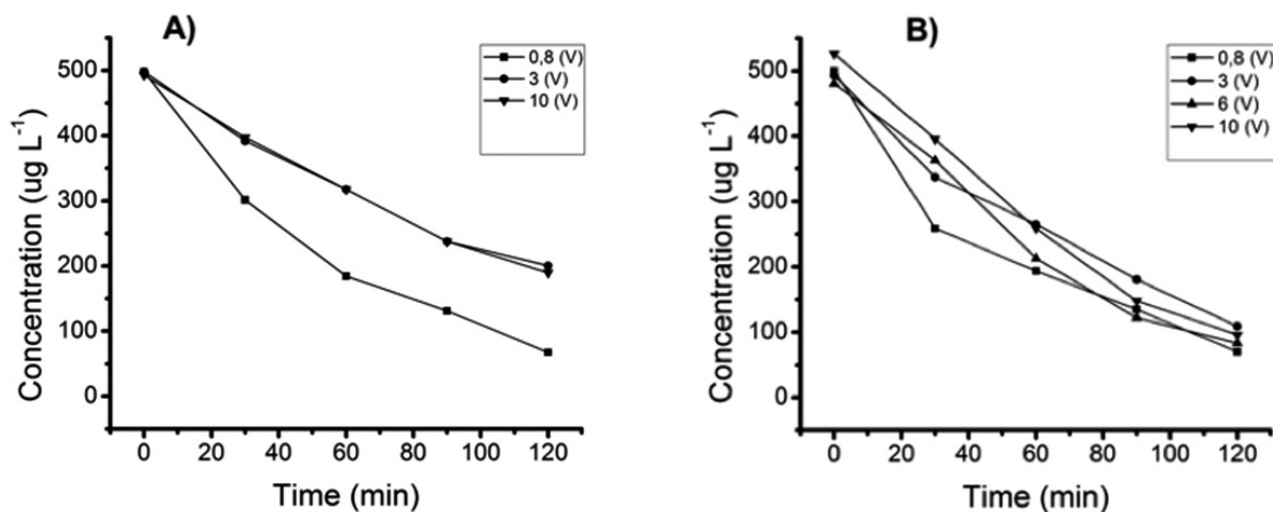 A)
0,8 (V)
3 (V)
10 (V)
Concentration (ug L⁻¹)
500
400
300
200
100
0
0 20 40 60 80 100 120
Time (min)
B)
0,8 (V)
3 (V)
6 (V)
10 (V)
Concentration (ug L⁻¹)
500
400
300
200
100
0
0 20 40 60 80 100 120
Time (min)